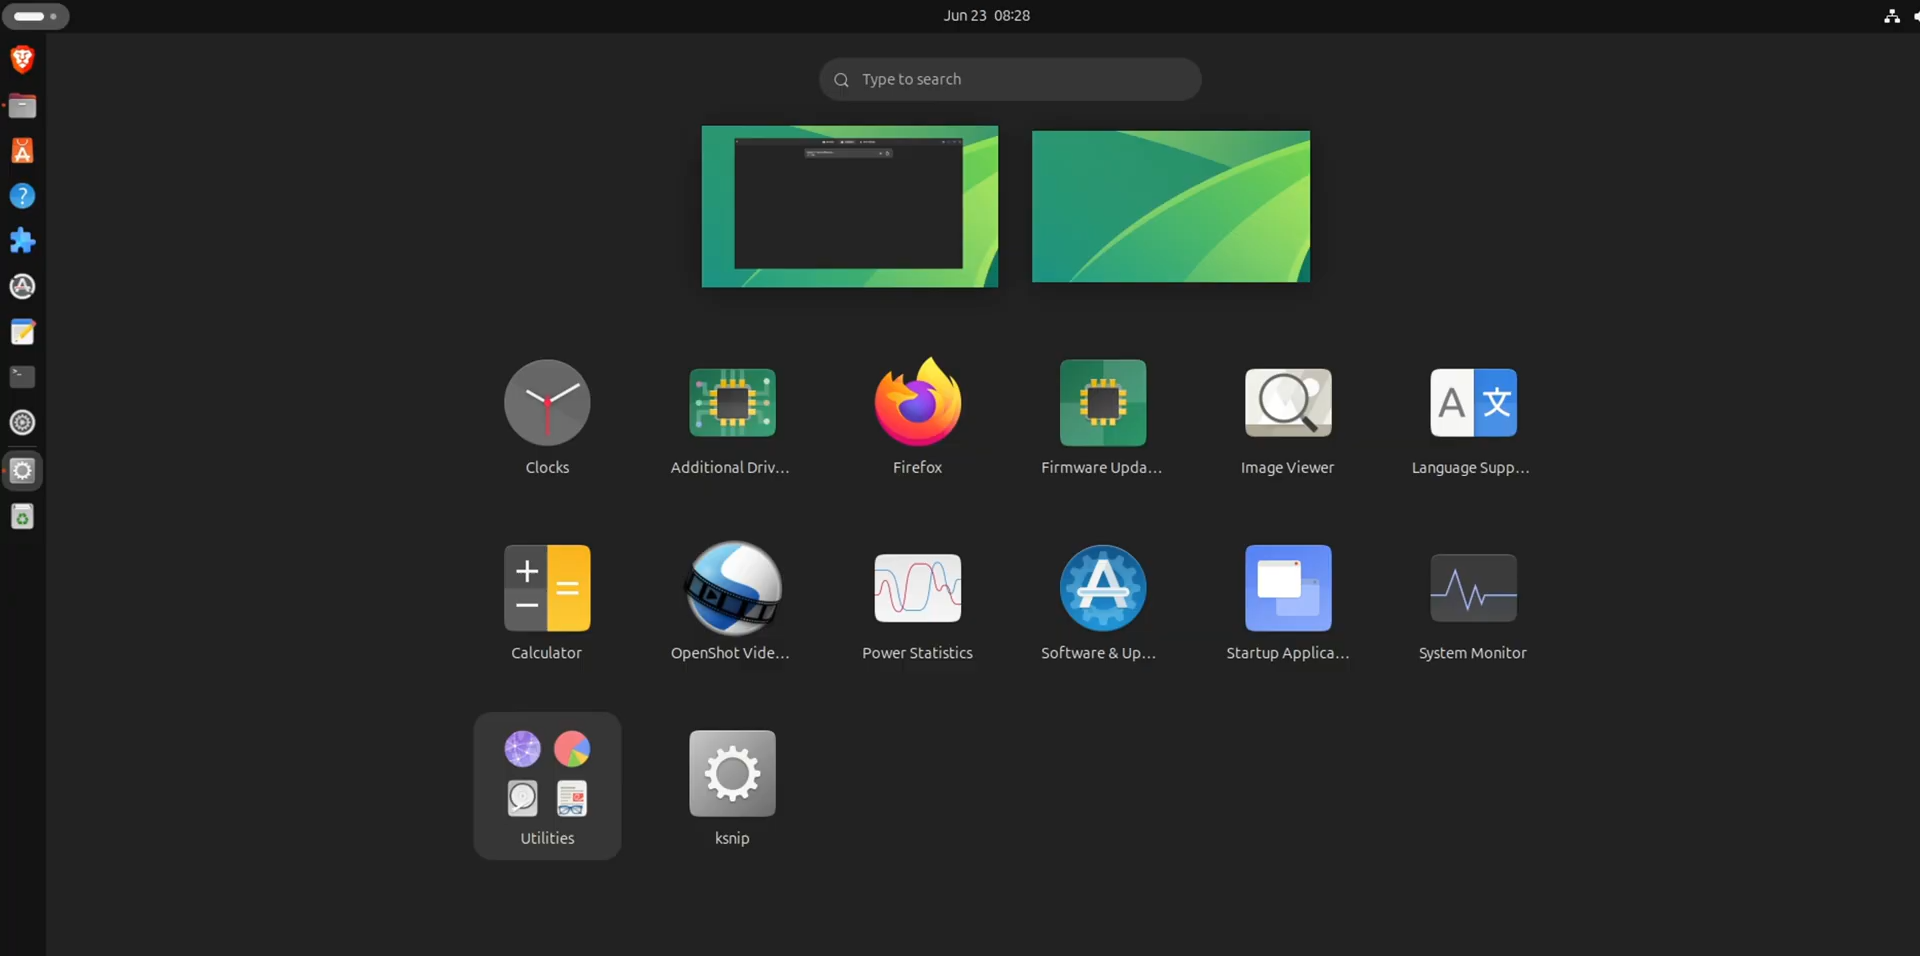 Jun 23 08:28
Type to search
Clocks
Additional Driv...
Firefox
Firmware Upda...
Image Viewer
Language Supp...
Calculator
OpenShot Vide...
Power Statistics
Software & Up...
Startup Applica...
System Monitor
Utilities
ksnip